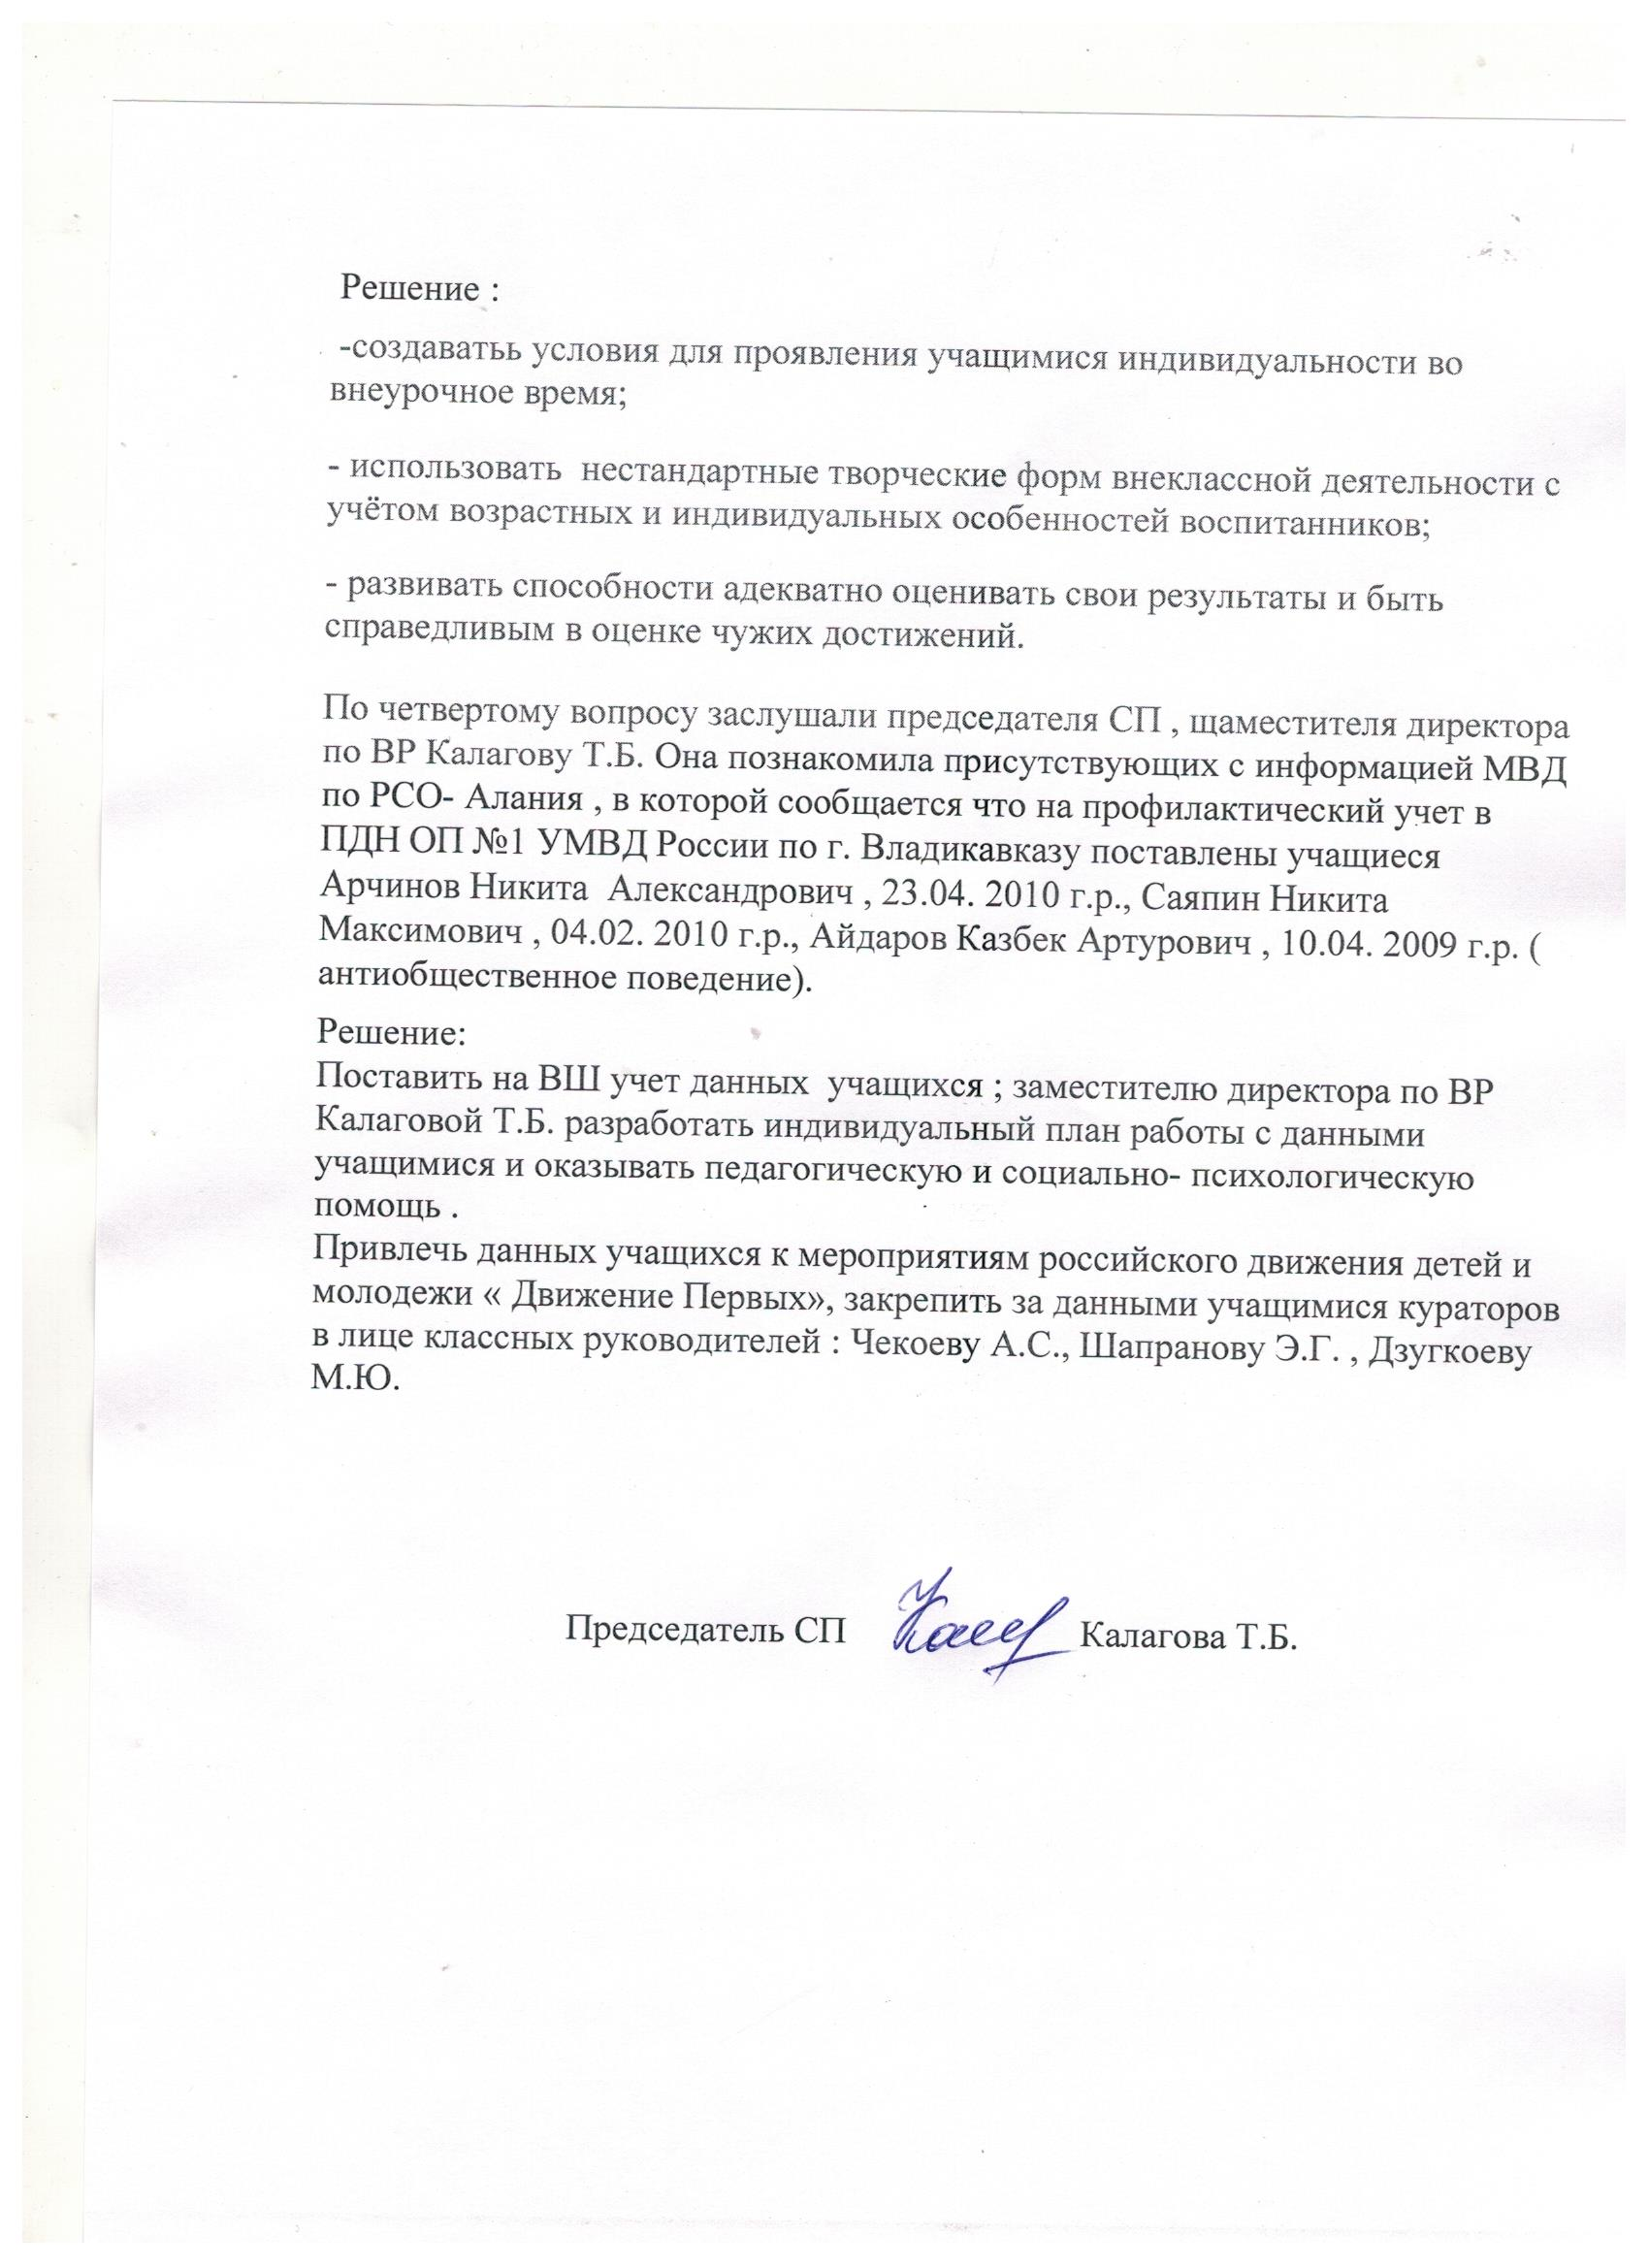 Решение :
-создаватьь условия для проявления учащимися индивидуальности во
внеурочное время;
- использовать  нестандартные творческие форм внеклассной деятельности с
учётом возрастных и индивидуальных особенностей воспитанников;
- развивать способности адекватно оценивать свои результаты и быть
справедливым в оценке чужих достижений.
По четвертому вопросу заслушали председателя СП , щаместителя директора
по ВР Калагову Т.Б. Она познакомила присутствующих с информацией МВД
по РСО- Алания , в которой сообщается что на профилактический учет в
ПДН ОП №1 УМВД России по г. Владикавказу поставлены учащиеся
Арчинов Никита  Александрович , 23.04. 2010 г.р., Саяпин Никита
Максимович , 04.02. 2010 г.р., Айдаров Казбек Артурович , 10.04. 2009 г.р. (
антиобщественное поведение).
Решение:
Поставить на ВШ учет данных  учащихся ; заместителю директора по ВР
Калаговой Т.Б. разработать индивидуальный план работы с данными
учащимися и оказывать педагогическую и социально- психологическую
помощь .
Привлечь данных учащихся к мероприятиям российского движения детей и
молодежи « Движение Первых», закрепить за данными учащимися кураторов
в лице классных руководителей : Чекоеву А.С., Шапранову Э.Г. , Дзугкоеву
М.Ю.
Председатель СП Калагова Т.Б.